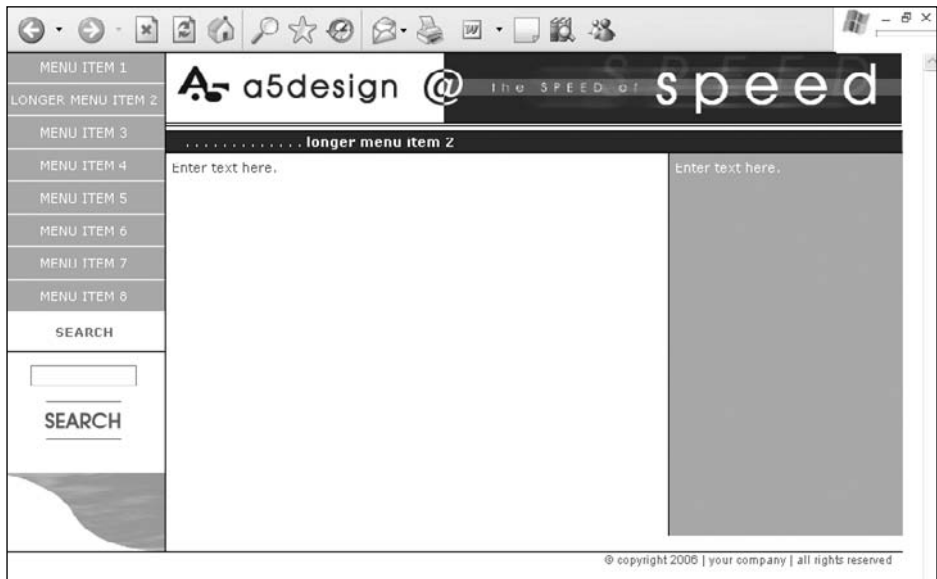 MENU ITEM 1
LONGER MENU ITEM 2
MENU ITEM 3
MENU ITEM 4
MENU ITEM 5
MENU ITEM 6
MENU ITEM 7
MENU ITEM 8
SEARCH
SEARCH
a5design @ the SPEED of speed
SPEED
. . . . . . . . . . . . . longer menu item 2
Enter text here.
Enter text here.
© copyright 2006 | your company | all rights reserved